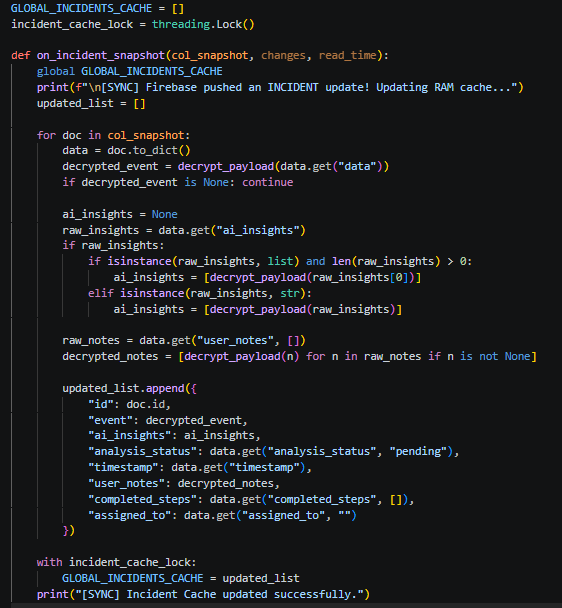 GLOBAL_INCIDENTS_CACHE = []
incident_cache_lock = threading.Lock()

def on_incident_snapshot(col_snapshot, changes, read_time):
    global GLOBAL_INCIDENTS_CACHE
    print(f"\n[SYNC] Firebase pushed an INCIDENT update! Updating RAM cache...")
    updated_list = []

    for doc in col_snapshot:
        data = doc.to_dict()
        decrypted_event = decrypt_payload(data.get("data"))
        if decrypted_event is None: continue

        ai_insights = None
        raw_insights = data.get("ai_insights")
        if raw_insights:
            if isinstance(raw_insights, list) and len(raw_insights) > 0:
                ai_insights = [decrypt_payload(raw_insights[0])]
            elif isinstance(raw_insights, str):
                ai_insights = [decrypt_payload(raw_insights)]

        raw_notes = data.get("user_notes", [])
        decrypted_notes = [decrypt_payload(n) for n in raw_notes if n is not None]

        updated_list.append({
            "id": doc.id,
            "event": decrypted_event,
            "ai_insights": ai_insights,
            "analysis_status": data.get("analysis_status", "pending"),
            "timestamp": data.get("timestamp"),
            "user_notes": decrypted_notes,
            "completed_steps": data.get("completed_steps", []),
            "assigned_to": data.get("assigned_to", "")
        })

    with incident_cache_lock:
        GLOBAL_INCIDENTS_CACHE = updated_list
    print("[SYNC] Incident Cache updated successfully.")